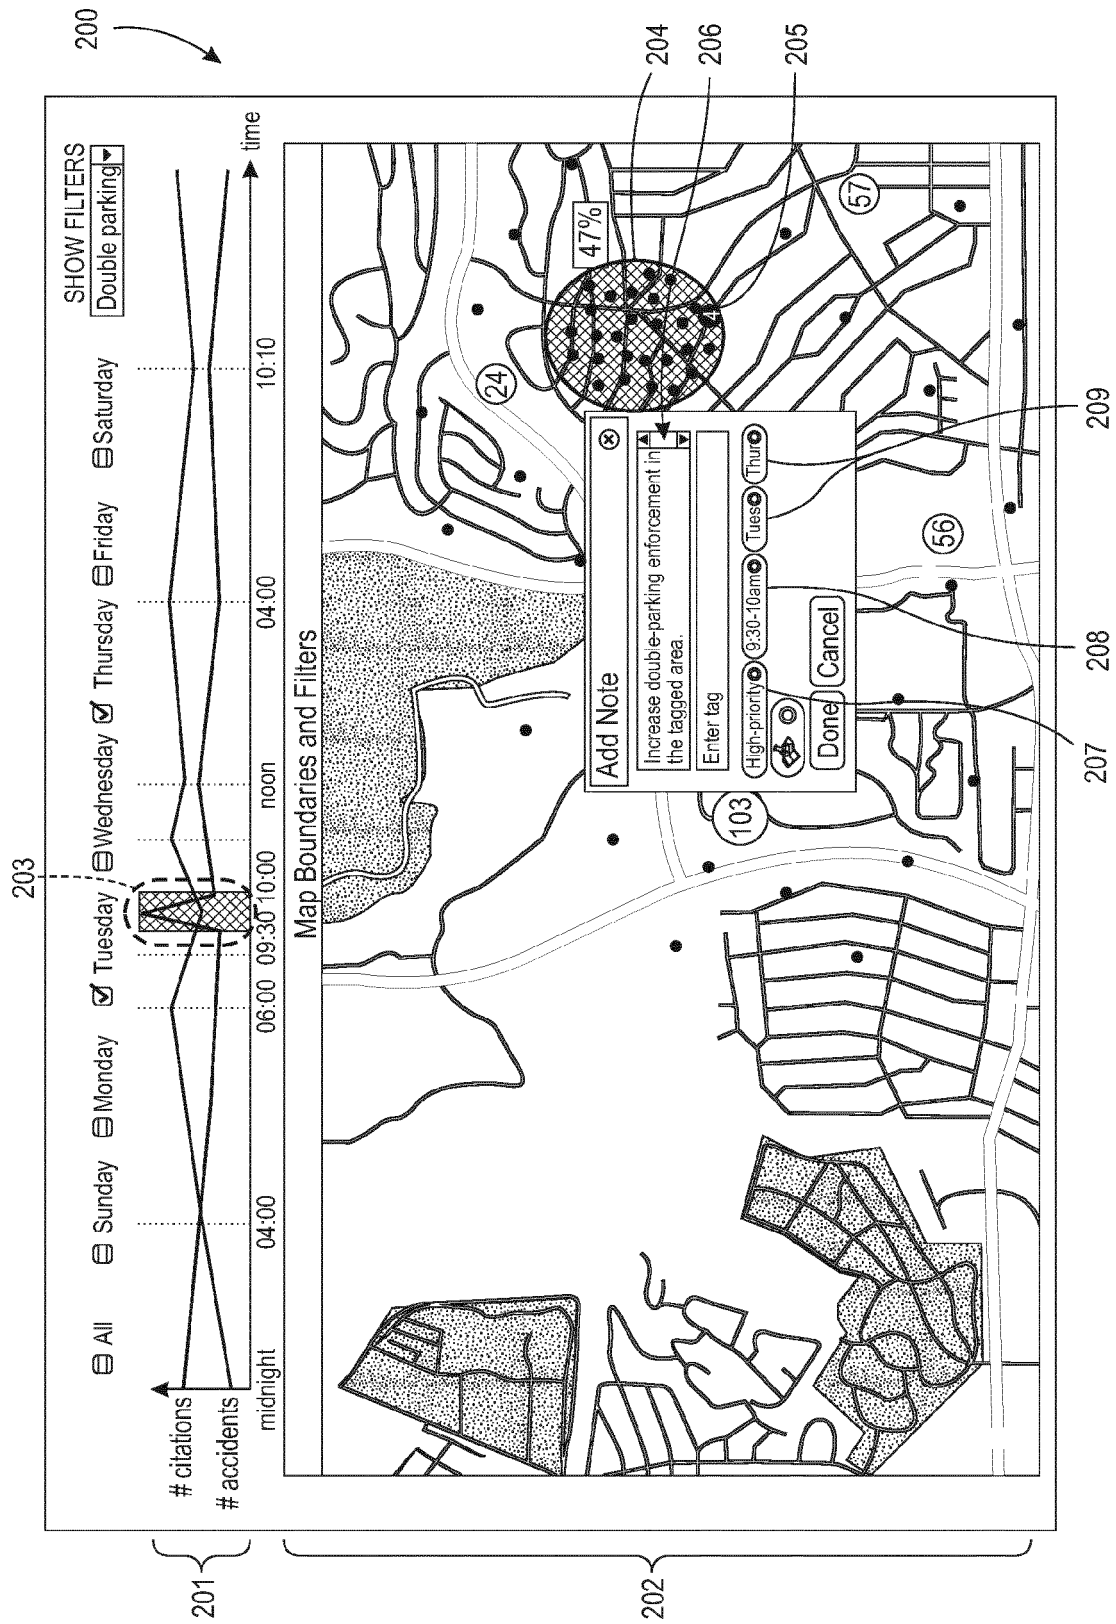 200
SHOW FILTERS
Double parking
All
Sunday
Monday
Tuesday
Wednesday
Thursday
Friday
Saturday
203
# citations
# accidents
midnight
04:00
06:00
09:30
10:00
noon
04:00
10:10
time
201
Map Boundaries and Filters
202
47%
24
57
56
103
Add Note
Increase double-parking enforcement in
the tagged area.
Enter tag
High-priority
9:30-10am
Tues
Thur
Done
Cancel
204
206
205
209
208
207